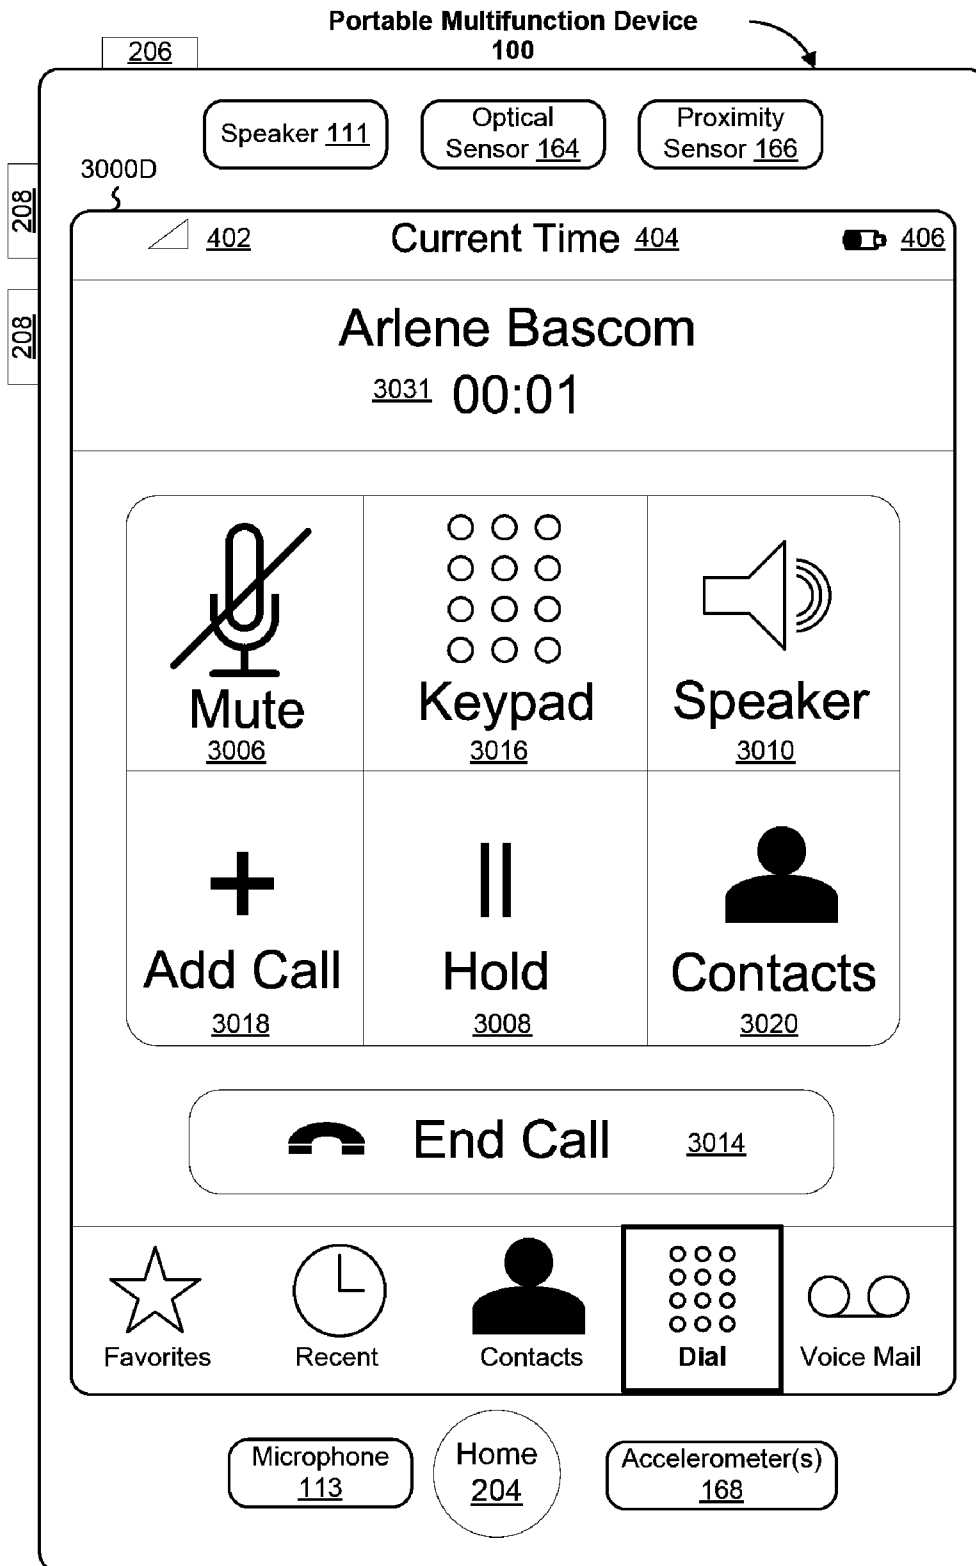 Portable Multifunction Device
100
206
Speaker 111
Optical
Sensor 164
Proximity
Sensor 166
3000D
208
208
402
Current Time 404
406
Arlene Bascom
3031 00:01
Mute
3006
Keypad
3016
Speaker
3010
Add Call
3018
Hold
3008
Contacts
3020
End Call 3014
Favorites
Recent
Contacts
Dial
Voice Mail
Microphone
113
Home
204
Accelerometer(s)
168